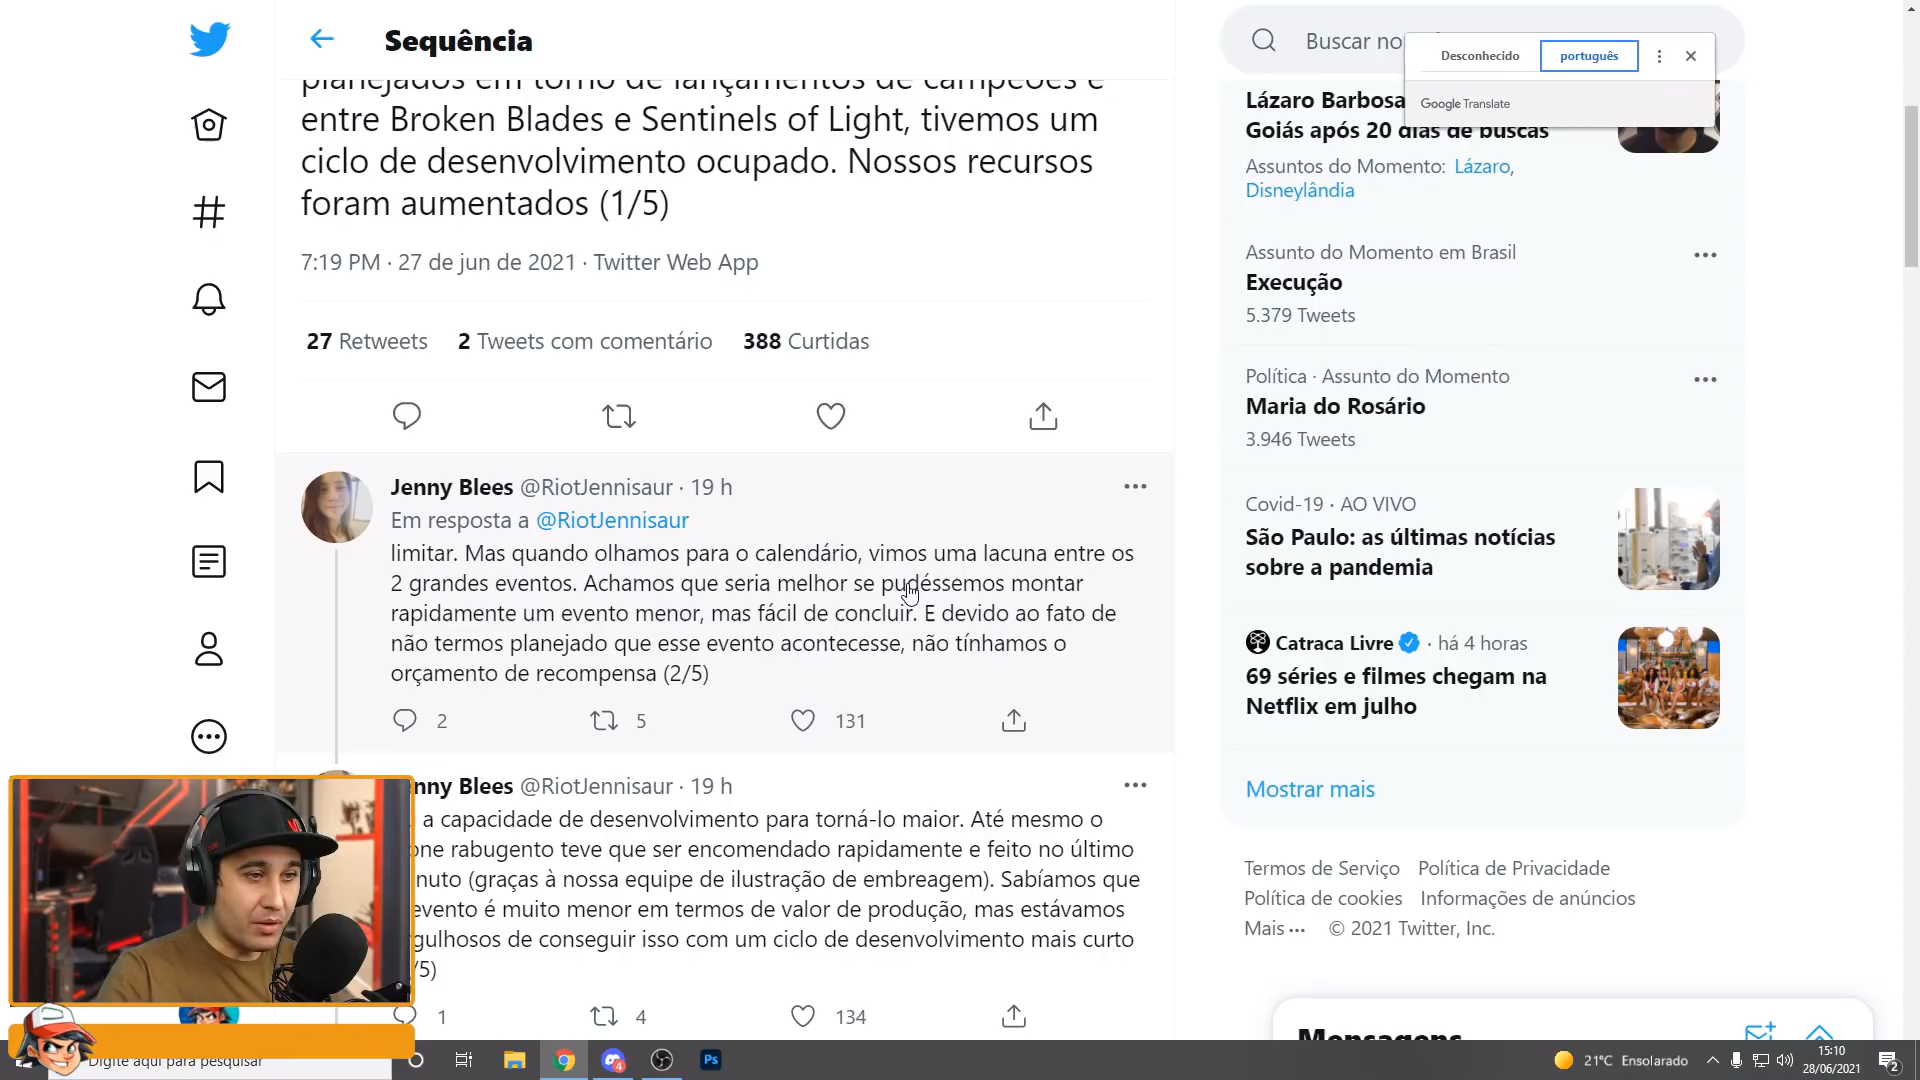 Sequência
planejados em torno de lançamentos de campeões e
entre Broken Blades e Sentinels of Light, tivemos um
ciclo de desenvolvimento ocupado. Nossos recursos
foram aumentados (1/5)
7:19 PM · 27 de jun de 2021 · Twitter Web App
27 Retweets 2 Tweets com comentário 388 Curtidas
Jenny Blees @RiotJennisaur · 19 h
Em resposta a @RiotJennisaur
limitar. Mas quando olhamos para o calendário, vimos uma lacuna entre os
2 grandes eventos. Achamos que seria melhor se pudéssemos montar
rapidamente um evento menor, mas fácil de concluir. E devido ao fato de
não termos planejado que esse evento acontecesse, não tínhamos o
orçamento de recompensa (2/5)
2 5 131
nny Blees @RiotJennisaur · 19 h
a capacidade de desenvolvimento para torná-lo maior. Até mesmo o
one rabugento teve que ser encomendado rapidamente e feito no último
nuto (graças à nossa equipe de ilustração de embreagem). Sabíamos que
evento é muito menor em termos de valor de produção, mas estávamos
gulhosos de conseguir isso com um ciclo de desenvolvimento mais curto
/5)
1 4 134
Buscar no
Desconhecido português
Google Translate
Lázaro Barbosa
Goiás após 20 dias de buscas
Assuntos do Momento: Lázaro,
Disneylândia
Assunto do Momento em Brasil
Execução
5.379 Tweets
Política · Assunto do Momento
Maria do Rosário
3.946 Tweets
Covid-19 · AO VIVO
São Paulo: as últimas notícias
sobre a pandemia
Catraca Livre · há 4 horas
69 séries e filmes chegam na
Netflix em julho
Mostrar mais
Termos de Serviço Política de Privacidade
Política de cookies Informações de anúncios
Mais © 2021 Twitter, Inc.
Mensagens
Digite aqui para pesquisar
4
Ps
21°C Ensolarado
15:10
28/06/2021
2